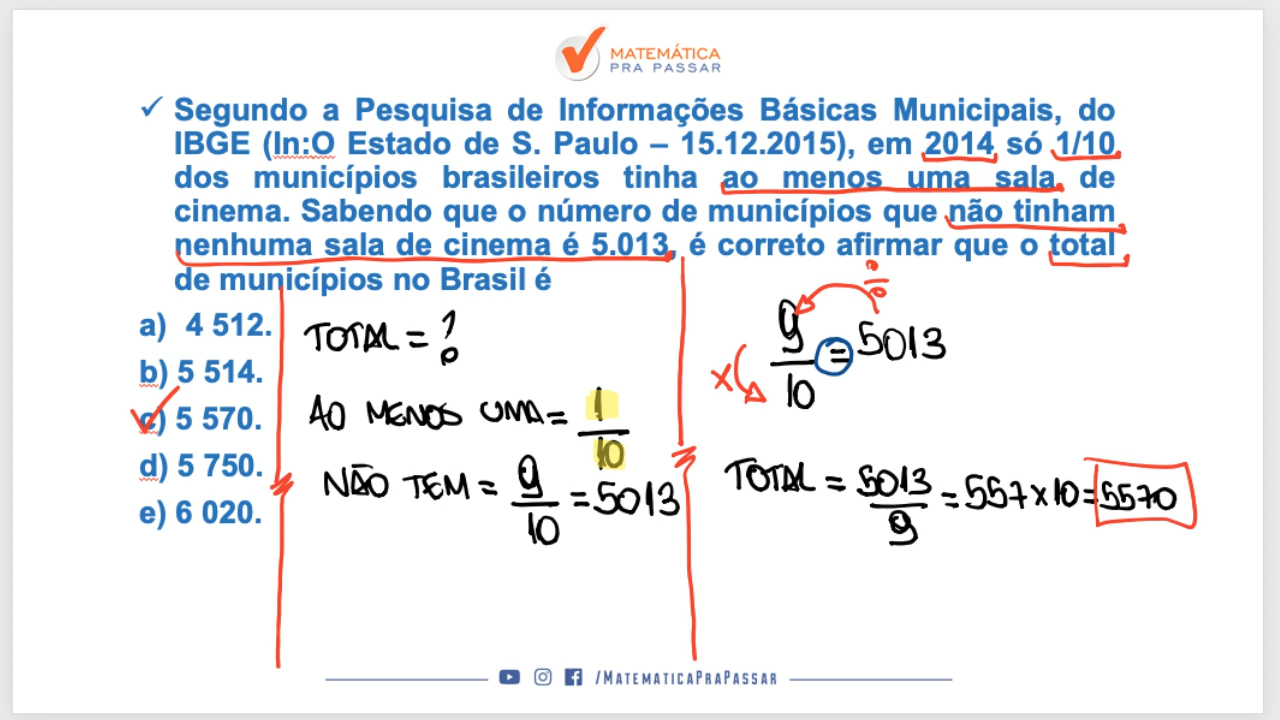 MATEMÁTICA
PRA PASSAR
✓ Segundo a Pesquisa de Informações Básicas Municipais, do
IBGE (In:O Estado de S. Paulo – 15.12.2015), em 2014 só 1/10
dos municípios brasileiros tinha ao menos uma sala de
cinema. Sabendo que o número de municípios que não tinham
nenhuma sala de cinema é 5.013, é correto afirmar que o total
de municípios no Brasil é
a) 4 512.
b) 5 514.
c) 5 570.
d) 5 750.
e) 6 020.
TOTAL = ?
AO MENOS UMA = 1/10
NÃO TEM = 9/10 = 5013
÷
9/10 = 5013
×
TOTAL = 5013/9 = 557 × 10 = 5570
/MATEMATICAPRAPASSAR